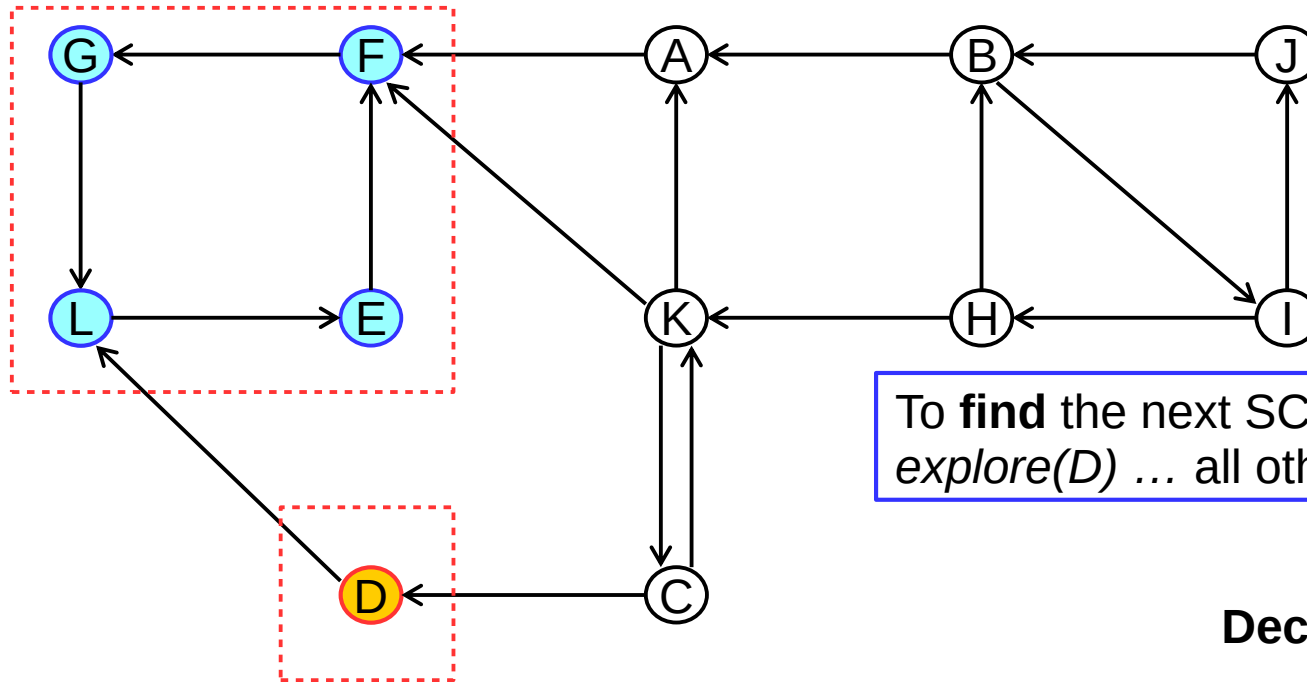 G F A B J
L E K H I
To find the next SC
explore(D) … all oth
D C
Dec